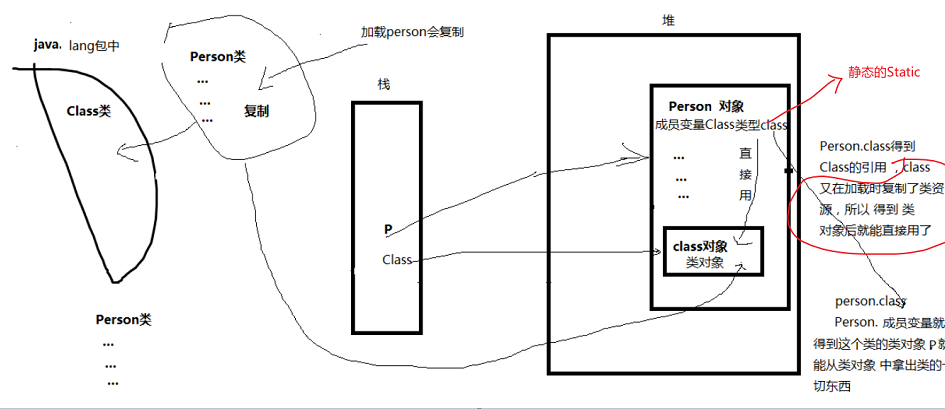 java. lang包中
Class类
Person类
...
...
...
Person类
...
...
...
复制
加载person会复制
栈
P
Class
堆
Person 对象
成员变量Class类型class
...
...
...
直
接
用
class对象
类对象
静态的Static
Person.class得到
Class的引用 ，class
又在加载时复制了类资
源，所以 得到 类
对象后就能直接用了
person.class
Person. 成员变量就
得到这个类的类对象 P就
能从类对象 中拿出类的
切东西